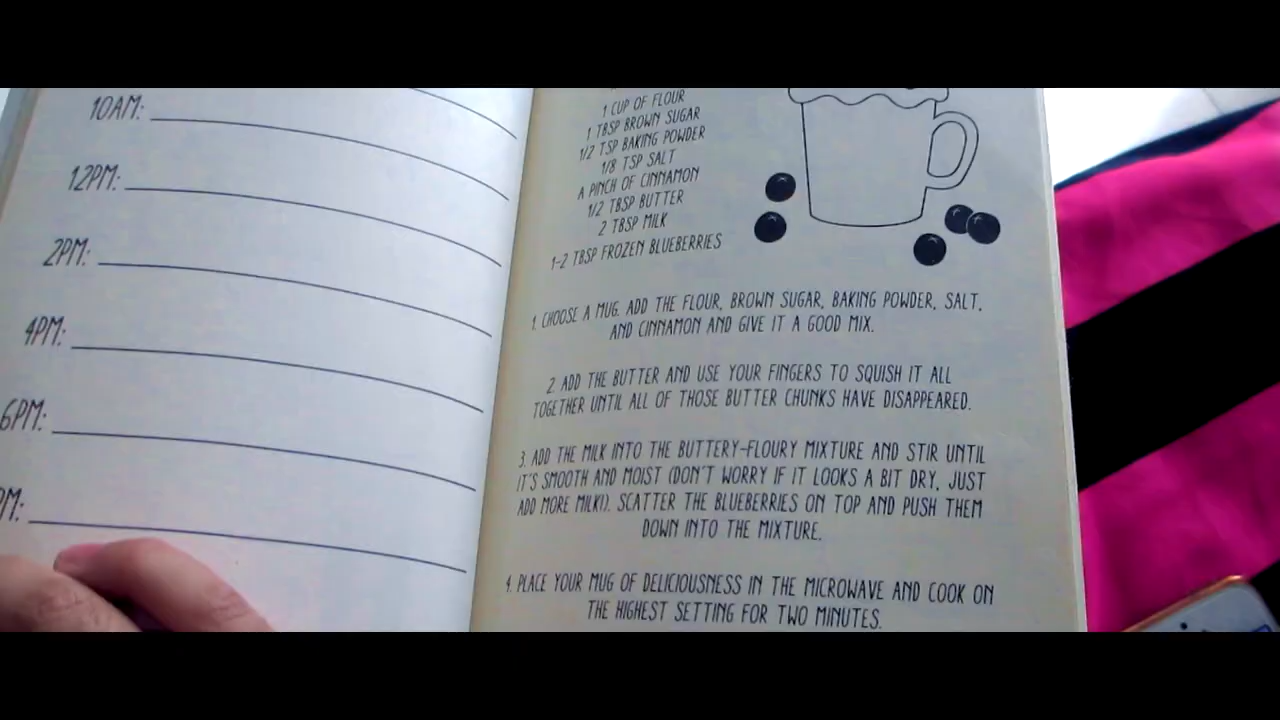 10AM:
12PM:
2PM:
4PM:
6PM:
PM:
1 CUP OF FLOUR
1 TBSP BROWN SUGAR
1/2 TSP BAKING POWDER
1/8 TSP SALT
A PINCH OF CINNAMON
1/2 TBSP BUTTER
2 TBSP MILK
1-2 TBSP FROZEN BLUEBERRIES
1. CHOOSE A MUG. ADD THE FLOUR, BROWN SUGAR, BAKING POWDER, SALT,
AND CINNAMON AND GIVE IT A GOOD MIX.
2. ADD THE BUTTER AND USE YOUR FINGERS TO SQUISH IT ALL
TOGETHER UNTIL ALL OF THOSE BUTTER CHUNKS HAVE DISAPPEARED.
3. ADD THE MILK INTO THE BUTTERY-FLOURY MIXTURE AND STIR UNTIL
IT'S SMOOTH AND MOIST (DON'T WORRY IF IT LOOKS A BIT DRY, JUST
ADD MORE MILK!). SCATTER THE BLUEBERRIES ON TOP AND PUSH THEM
DOWN INTO THE MIXTURE.
4. PLACE YOUR MUG OF DELICIOUSNESS IN THE MICROWAVE AND COOK ON
THE HIGHEST SETTING FOR TWO MINUTES.